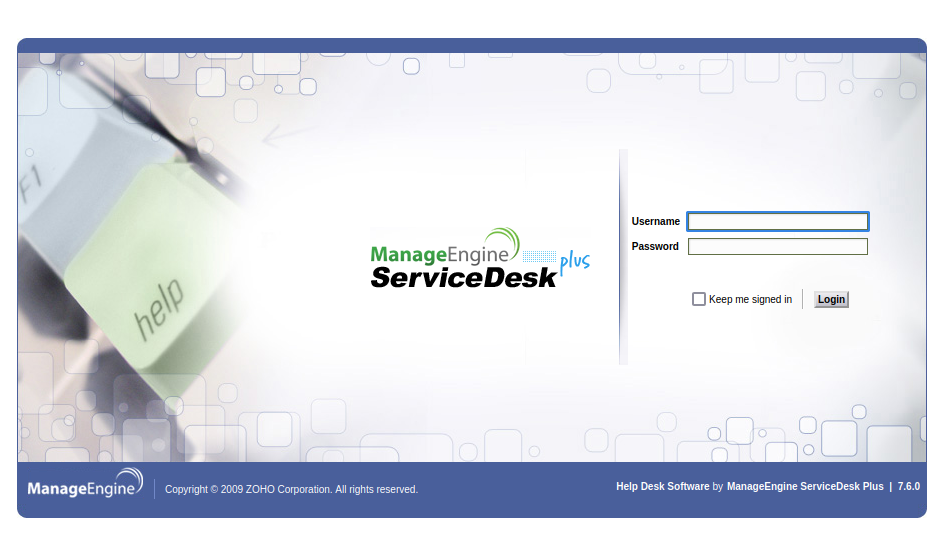 F1
help
ManageEngine
ServiceDesk plus
Username
Password
Keep me signed in
Login
ManageEngine
Copyright © 2009 ZOHO Corporation. All rights reserved.
Help Desk Software by ManageEngine ServiceDesk Plus | 7.6.0